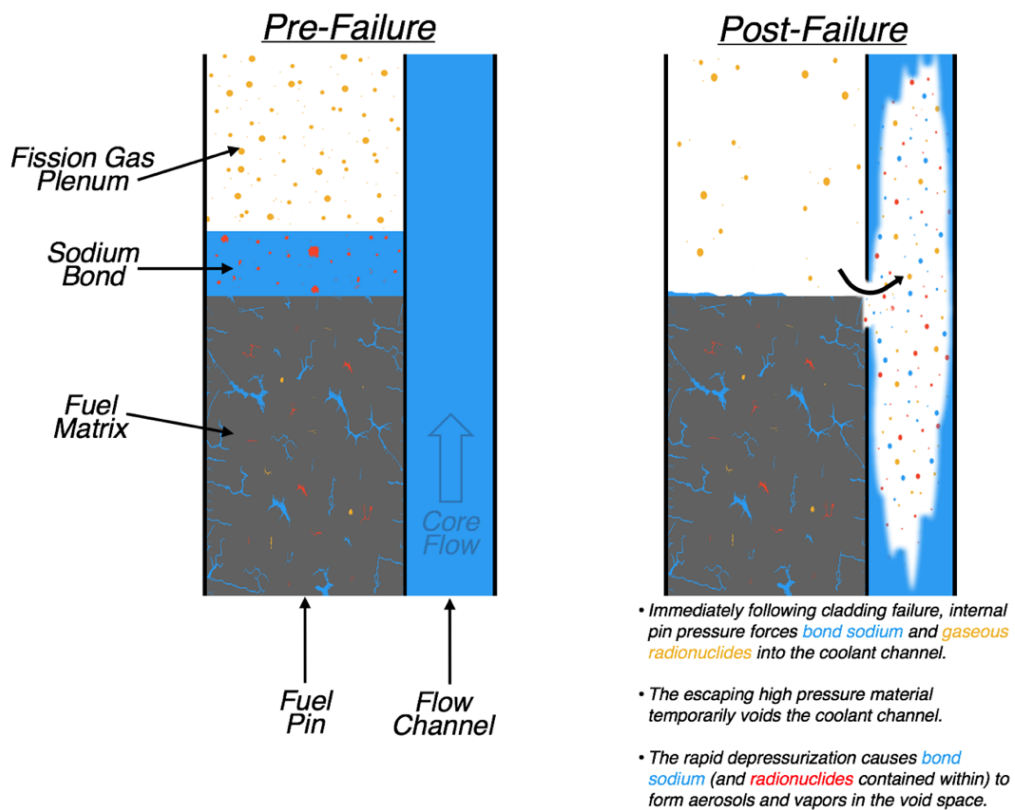 Pre-Failure
Post-Failure
Fission Gas
Plenum
Sodium
Bond
Fuel
Matrix
Core
Flow
Fuel
Pin
Flow
Channel
• Immediately following cladding failure, internal
pin pressure forces bond sodium and gaseous
radionuclides into the coolant channel.
• The escaping high pressure material
temporarily voids the coolant channel.
• The rapid depressurization causes bond
sodium (and radionuclides contained within) to
form aerosols and vapors in the void space.